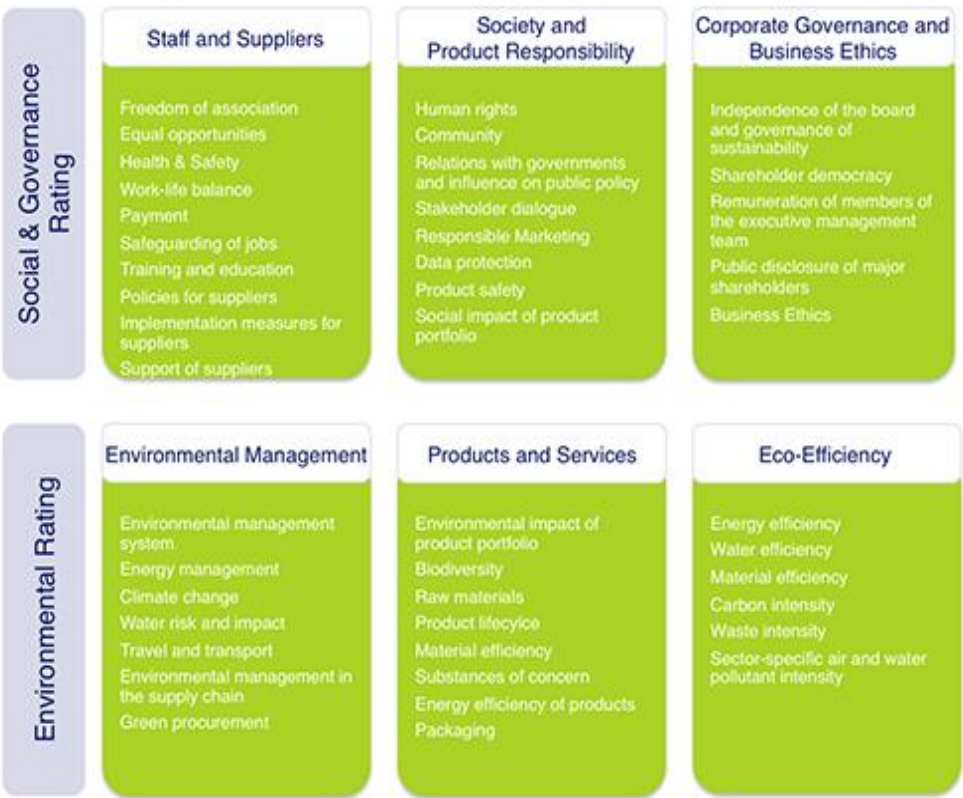 Social & Governance
Rating
Staff and Suppliers
Freedom of association
Equal opportunities
Health & Safety
Work-life balance
Payment
Safeguarding of jobs
Training and education
Policies for suppliers
Implementation measures for
suppliers
Support of suppliers
Society and
Product Responsibility
Human rights
Community
Relations with governments
and influence on public policy
Stakeholder dialogue
Responsible Marketing
Data protection
Product safety
Social impact of product
portfolio
Corporate Governance and
Business Ethics
Independence of the board
and governance of
sustainability
Shareholder democracy
Remuneration of members of
the executive management
team
Public disclosure of major
shareholders
Business Ethics
Environmental Rating
Environmental Management
Environmental management
system
Energy management
Climate change
Water risk and impact
Travel and transport
Environmental management in
the supply chain
Green procurement
Products and Services
Environmental impact of
product portfolio
Biodiversity
Raw materials
Product lifecylce
Material efficiency
Substances of concern
Energy efficiency of products
Packaging
Eco-Efficiency
Energy efficiency
Water efficiency
Material efficiency
Carbon intensity
Waste intensity
Sector-specific air and water
pollutant intensity